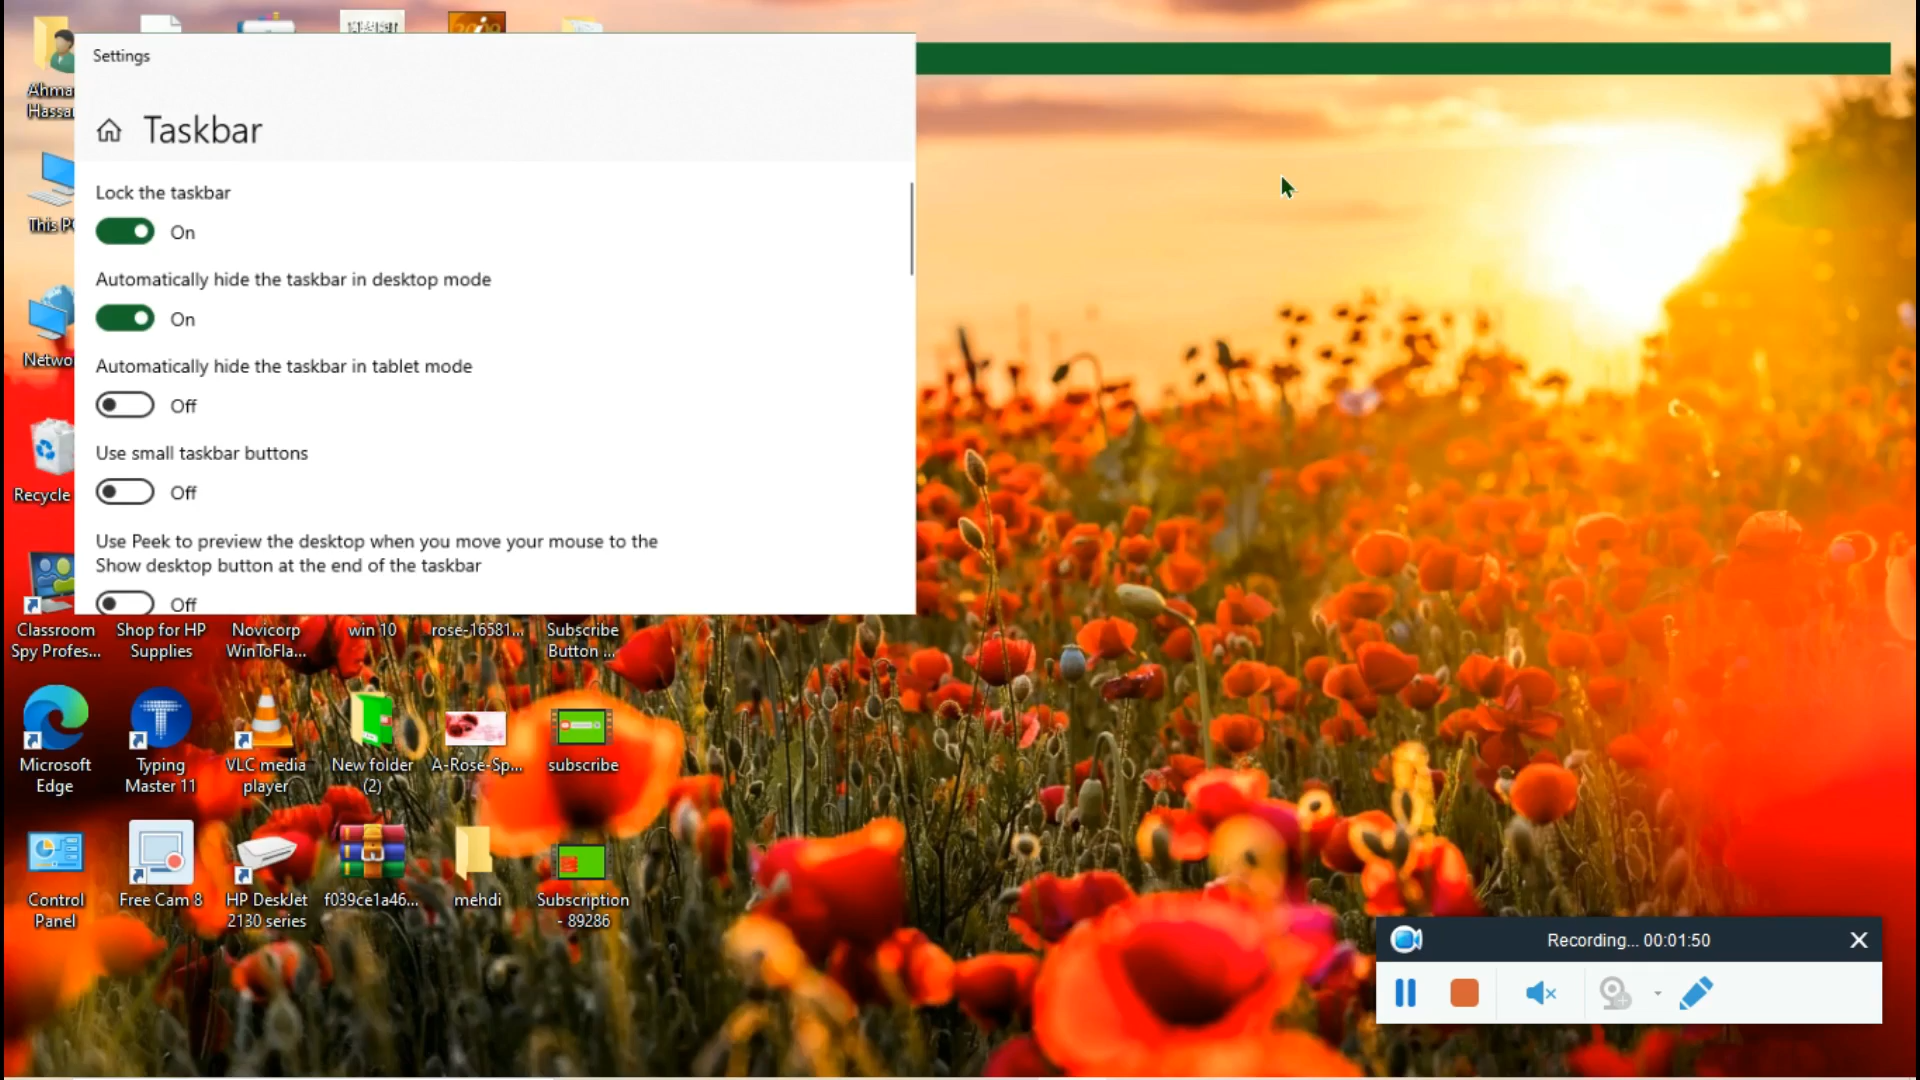 Settings
Taskbar
Lock the taskbar
On
Automatically hide the taskbar in desktop mode
On
Automatically hide the taskbar in tablet mode
Off
Use small taskbar buttons
Off
Use Peek to preview the desktop when you move your mouse to the
Show desktop button at the end of the taskbar
Off
Ahma
Hassa
This P
Netwo
Recycle
Classroom
Spy Profes...
Shop for HP
Supplies
Novicorp
WinToFla...
win 10
rose-16581...
Subscribe
Button ...
Microsoft
Edge
Typing
Master 11
VLC media
player
New folder
(2)
A-Rose-Sp...
subscribe
Control
Panel
Free Cam 8
HP DeskJet
2130 series
f039ce1a46...
mehdi
Subscription
- 89286
Recording... 00:01:50